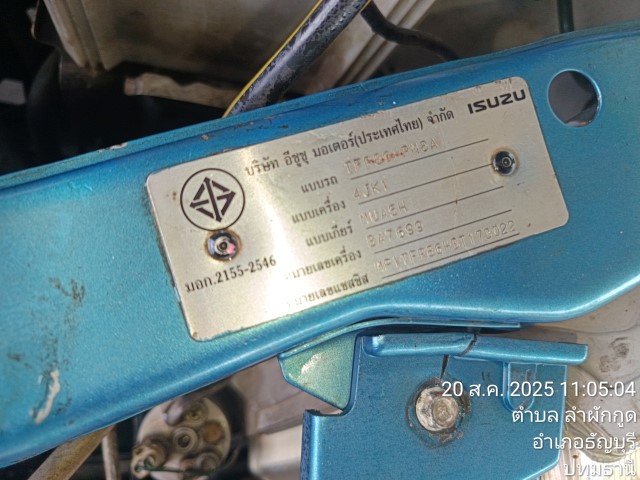 ISUZU
บริษัท อีซูซุ มอเตอร์(ประเทศไทย) จำกัด
แบบรถ
แบบเครื่อง 4JK1
แบบเกียร์ MUA5H
หมายเลขเครื่อง
หมายเลขแชสซิส
มอก.2155-2546
20 ส.ค. 2025 11:05:04
ตำบล ลำผักกูด
อำเภอธัญบุรี
ปทุมธานี